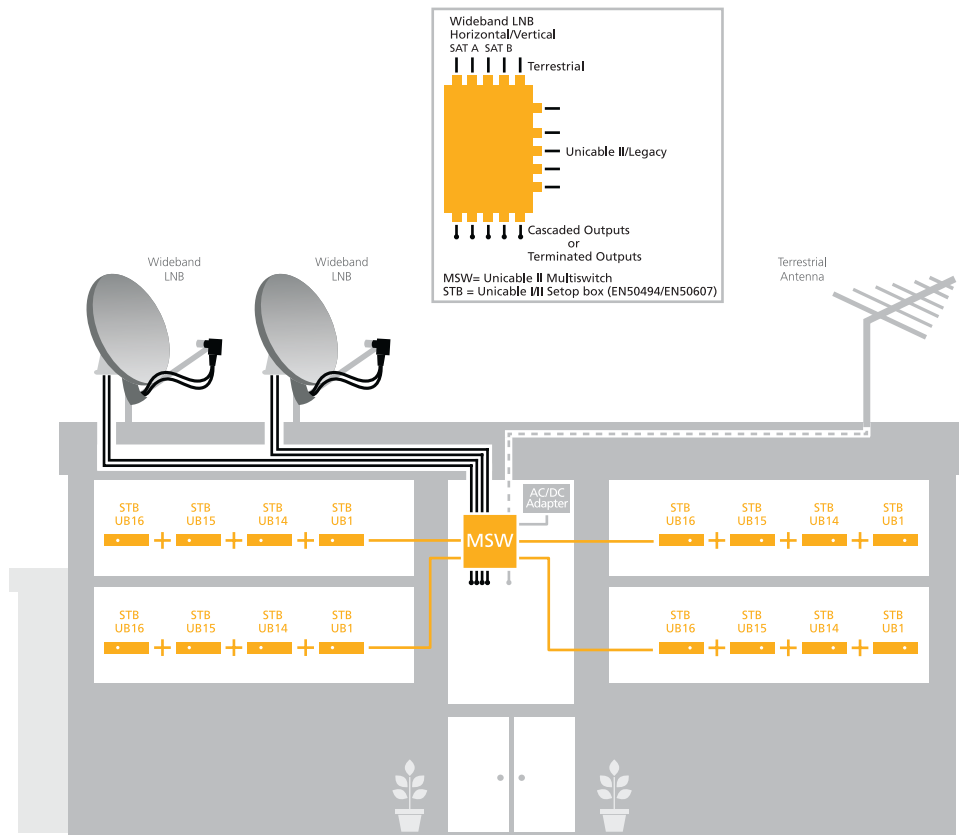 Wideband LNB
Horizontal/Vertical
SAT A SAT B
Terrestrial
Unicable II/Legacy
Cascaded Outputs
or
Terminated Outputs
MSW= Unicable II Multiswitch
STB = Unicable I/II Setop box (EN50494/EN50607)
Wideband
LNB
Wideband
LNB
Terrestrial
Antenna
AC/DC
Adapter
MSW
STB STB STB STB
UB16 UB15 UB14 UB1
STB STB STB STB
UB16 UB15 UB14 UB1
STB STB STB STB
UB16 UB15 UB14 UB1
STB STB STB STB
UB16 UB15 UB14 UB1